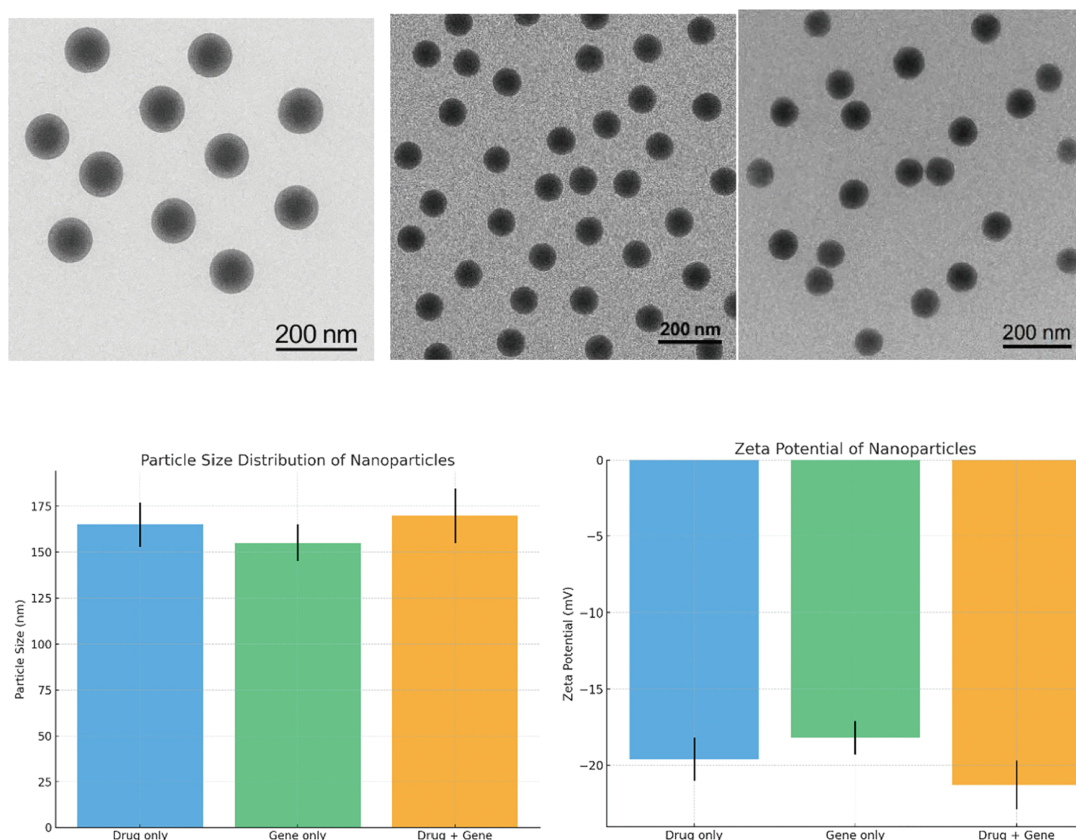 200 nm
200 nm
200 nm
Particle Size Distribution of Nanoparticles
Particle Size (nm)
175
150
125
100
75
50
25
0
Drug only
Gene only
Drug + Gene
Zeta Potential of Nanoparticles
Zeta Potential (mV)
0
−5
−10
−15
−20
Drug only
Gene only
Drug + Gene